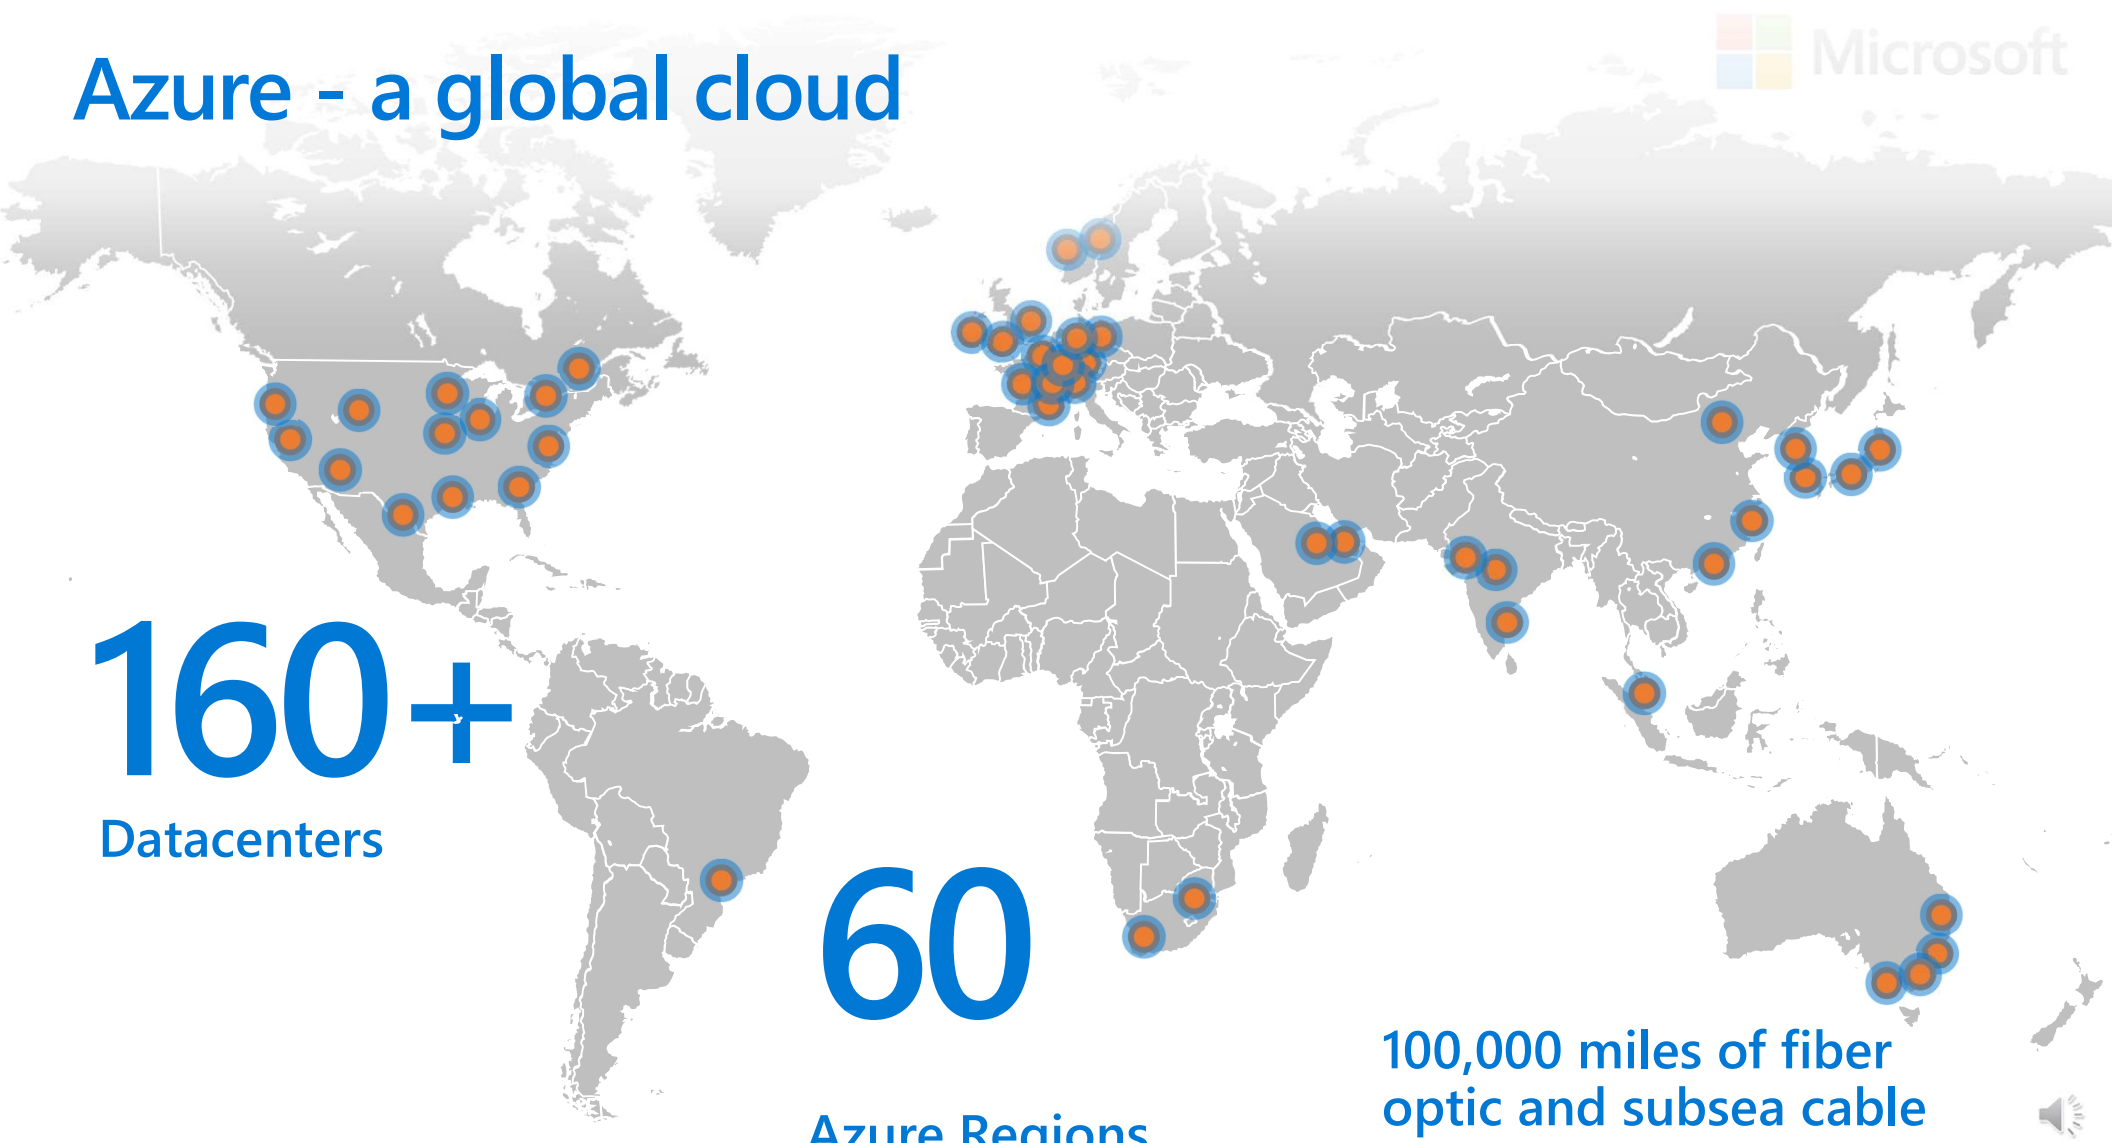 Azure - a global cloud
Microsoft
160+
Datacenters
60
Azure Regions
100,000 miles of fiber
optic and subsea cable